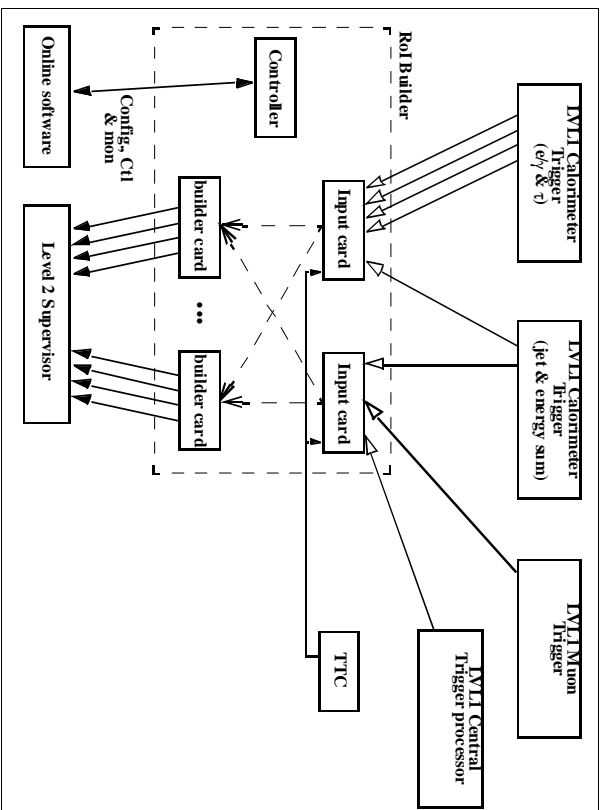 LVL1 Calorimeter
Trigger
(e/γ & τ)
LVL1 Calorimeter
Trigger
(jet & energy sum)
LVL1 Muon
Trigger
LVL1 Central
Trigger processor
RoI Builder
Controller
Input card
Input card
TTC
builder card
...
builder card
Config., Ctl
& mon
Online software
Level 2 Supervisor